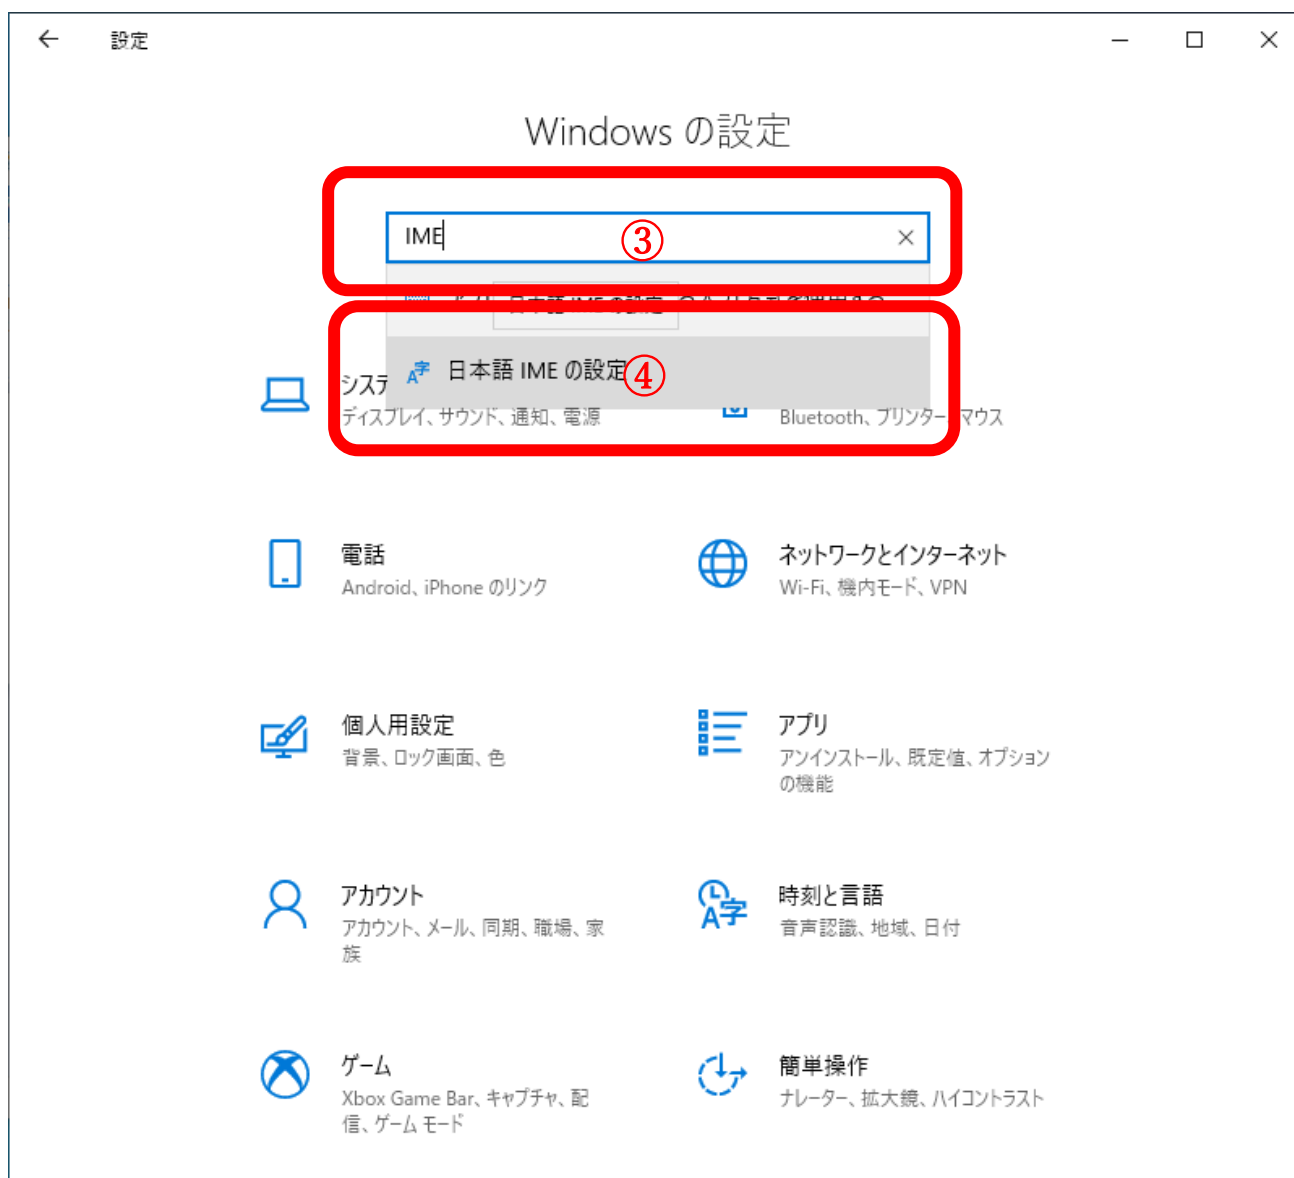 設定
Windows の設定
IME
③
日本語 IME の設定
日本語 IME の設定
④
システ
ディスプレイ、サウンド、通知、電源
Bluetooth、プリンター、マウス
電話
Android、iPhone のリンク
ネットワークとインターネット
Wi-Fi、機内モード、VPN
個人用設定
背景、ロック画面、色
アプリ
アンインストール、既定値、オプション
の機能
アカウント
アカウント、メール、同期、職場、家
族
時刻と言語
音声認識、地域、日付
ゲーム
Xbox Game Bar、キャプチャ、配
信、ゲーム モード
簡単操作
ナレーター、拡大鏡、ハイコントラスト